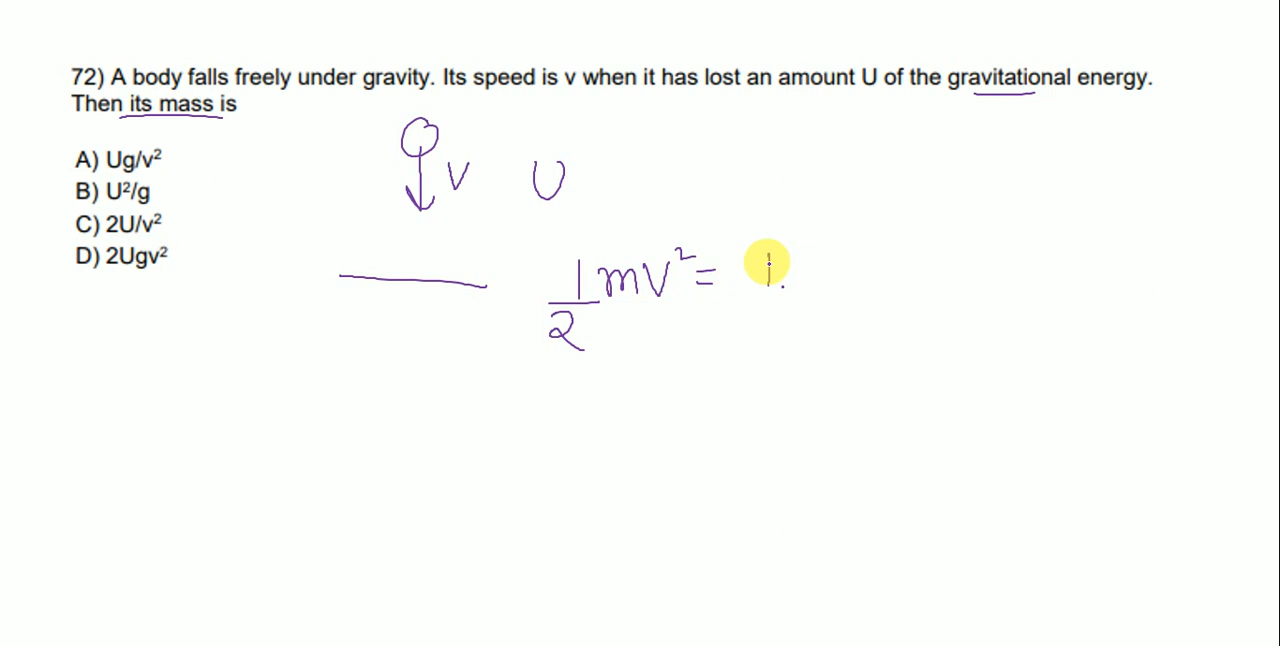 72) A body falls freely under gravity. Its speed is v when it has lost an amount U of the gravitational energy.
Then its mass is
A) Ug/v²
B) U²/g
C) 2U/v²
D) 2Ugv²
V U
1/2 mv² =